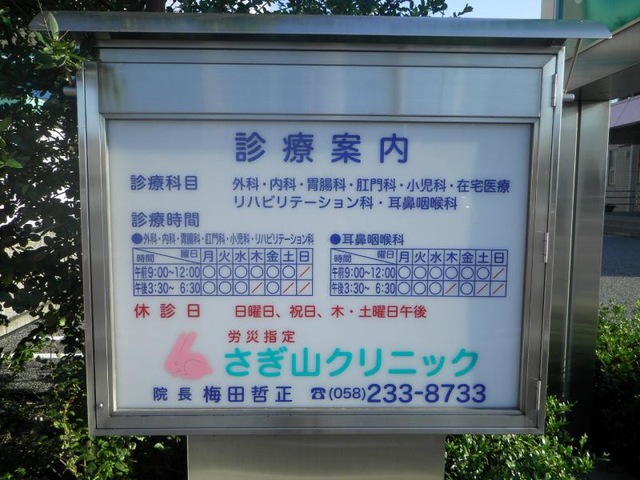 診療案内
診療科目 外科・内科・胃腸科・肛門科・小児科・在宅医療
リハビリテーション科・耳鼻咽喉科
診療時間
●外科・内科・胃腸科・肛門科・小児科・リハビリテーション科 ●耳鼻咽喉科
時間 曜日 月 火 水 木 金 土 日 時間 曜日 月 火 水 木 金 土 日
午前 9:00~12:00 ○ ○ ○ ○ ○ ○ / 午前 9:00~12:00 ○ ○ ○ ○ ○ ○ /
午後 3:30~ 6:30 ○ ○ ○ / ○ / / 午後 3:30~ 6:30 ○ ○ ○ / ○ / /
休診日 日曜日、祝日、木・土曜日午後
労災指定
さぎ山クリニック
院長 梅田哲正 ☎(058)233-8733